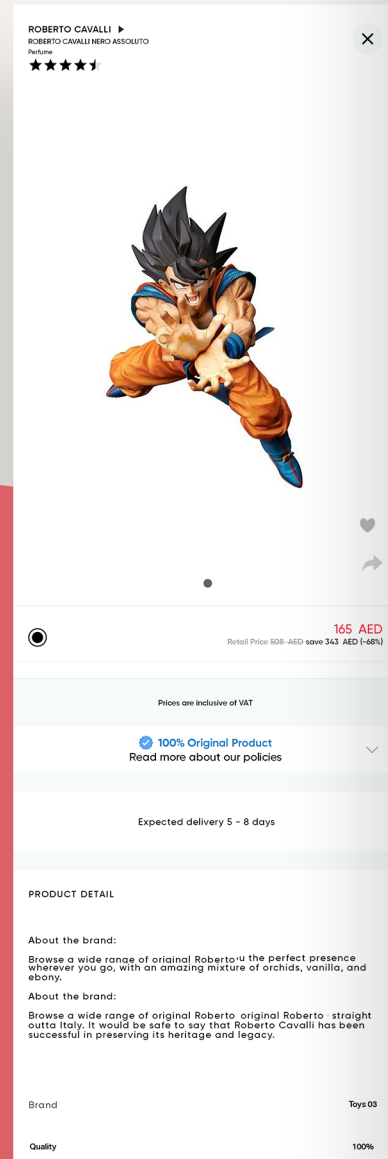 ROBERTO CAVALLI
ROBERTO CAVALLI NERO ASSOLUTO
Perfume
165 AED
Retail Price 508 AED save 343 AED (-68%)
Prices are inclusive of VAT
100% Original Product
Read more about our policies
Expected delivery 5 - 8 days
PRODUCT DETAIL
About the brand:
Browse a wide range of original Roberto u the perfect presence
wherever you go, with an amazing mixture of orchids, vanilla, and
ebony.
About the brand:
Browse a wide range of original Roberto original Roberto straight
outta Italy. It would be safe to say that Roberto Cavalli has been
successful in preserving its heritage and legacy.
Brand Toys 03
Quality 100%